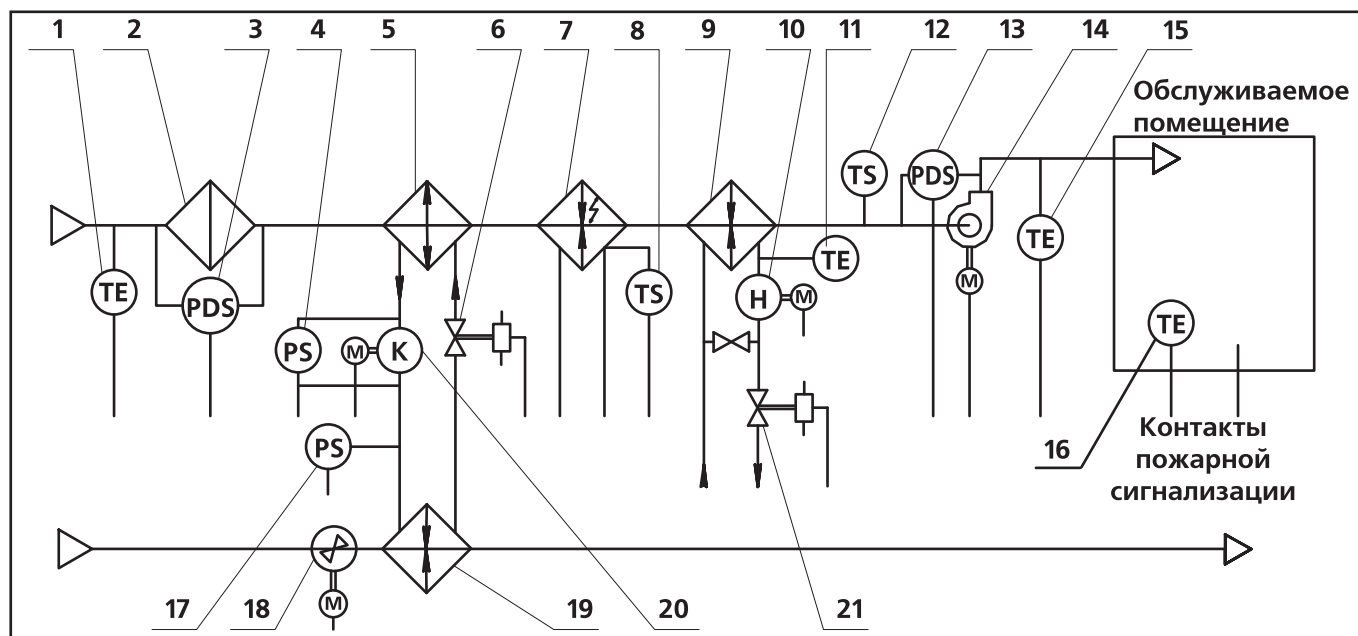 1 2 3 4 5 6 7 8 9 10 11 12 13 14 15
Обслуживаемое
помещение
TS PDS
TE PDS TS TE TE
H M M
TE
PS M K
PS
16
Контакты
пожарной
сигнализации
M
17 18 19 20 21